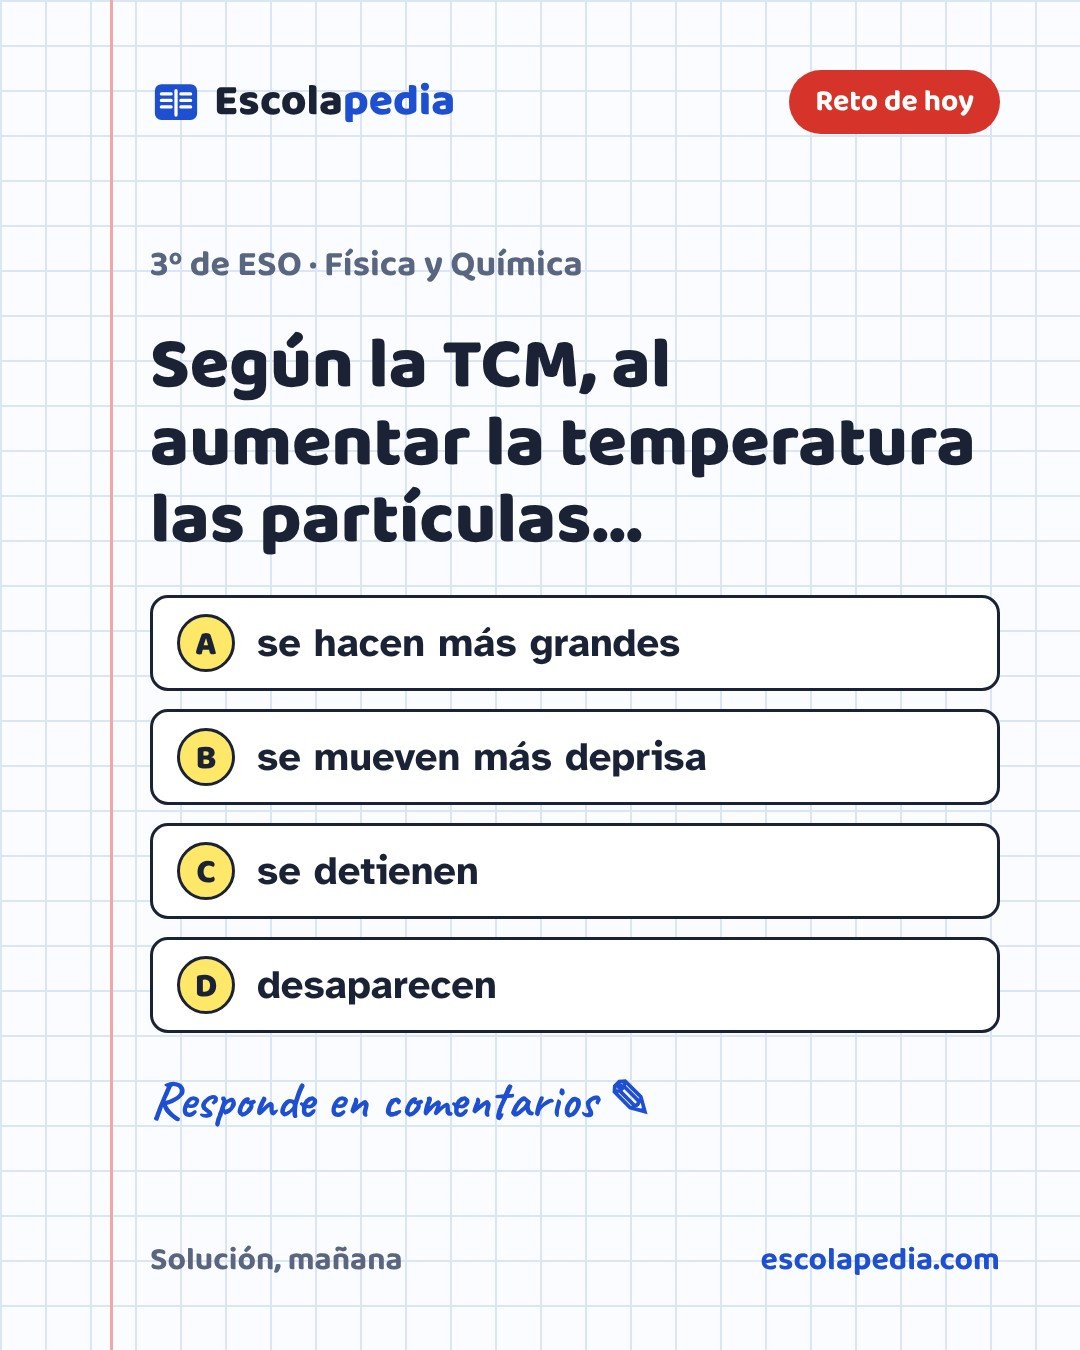 Escolapedia
Reto de hoy
3º de ESO · Física y Química
Según la TCM, al
aumentar la temperatura
las partículas...
A se hacen más grandes
B se mueven más deprisa
C se detienen
D desaparecen
Responde en comentarios ✎
Solución, mañana
escolapedia.com